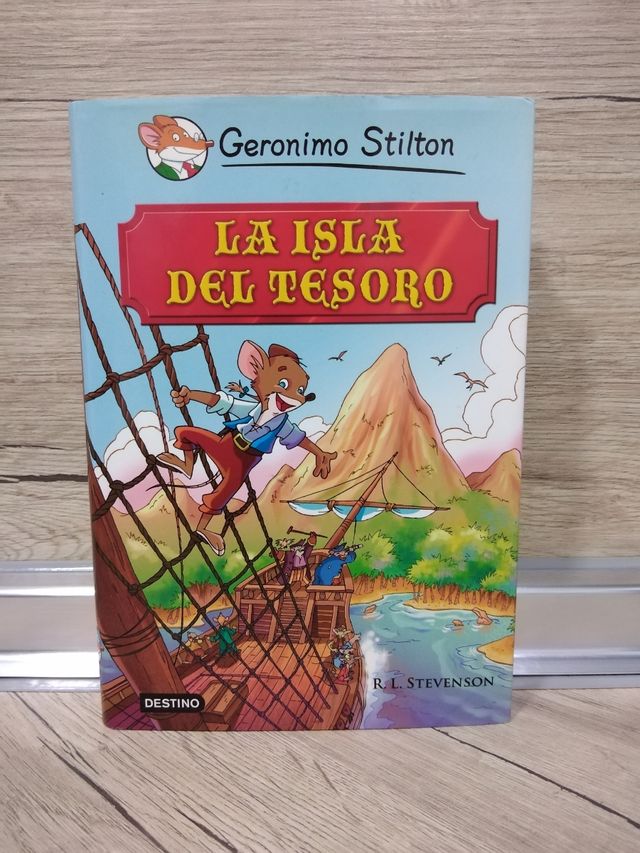 Geronimo Stilton
LA ISLA
DEL TESORO
R. L. STEVENSON
DESTINO